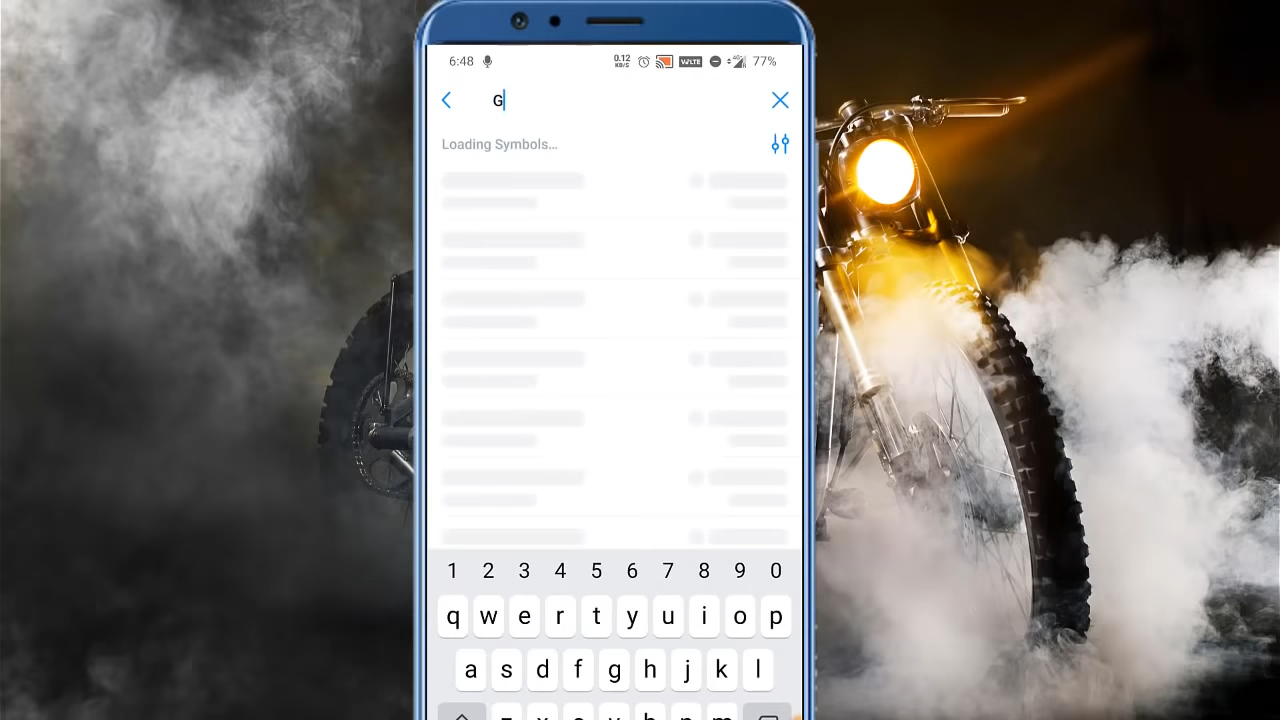 6:48 0.12 KB/S VoLTE 4G 77%
G
Loading Symbols...
1 2 3 4 5 6 7 8 9 0
q w e r t y u i o p
a s d f g h j k l
z x c v b n m